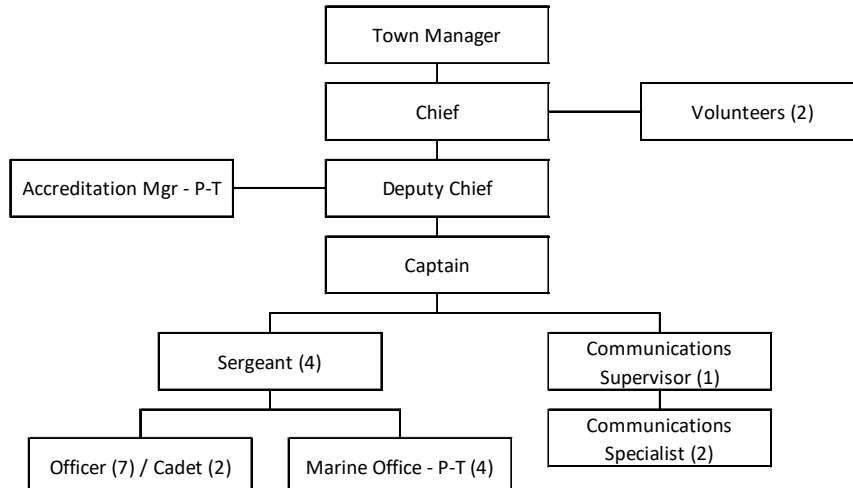 Town Manager
Chief
Volunteers (2)
Accreditation Mgr - P-T
Deputy Chief
Captain
Sergeant (4)
Communications
Supervisor (1)
Officer (7) / Cadet (2)
Marine Office - P-T (4)
Communications
Specialist (2)